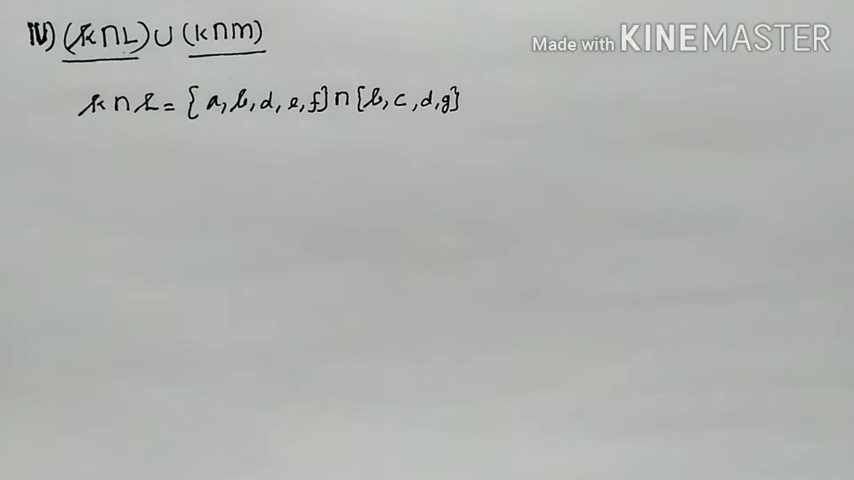 IV) (K∩L)∪(K∩M)
Made with KINEMASTER
K∩L = {a, b, d, e, f}∩{b, c, d, g}